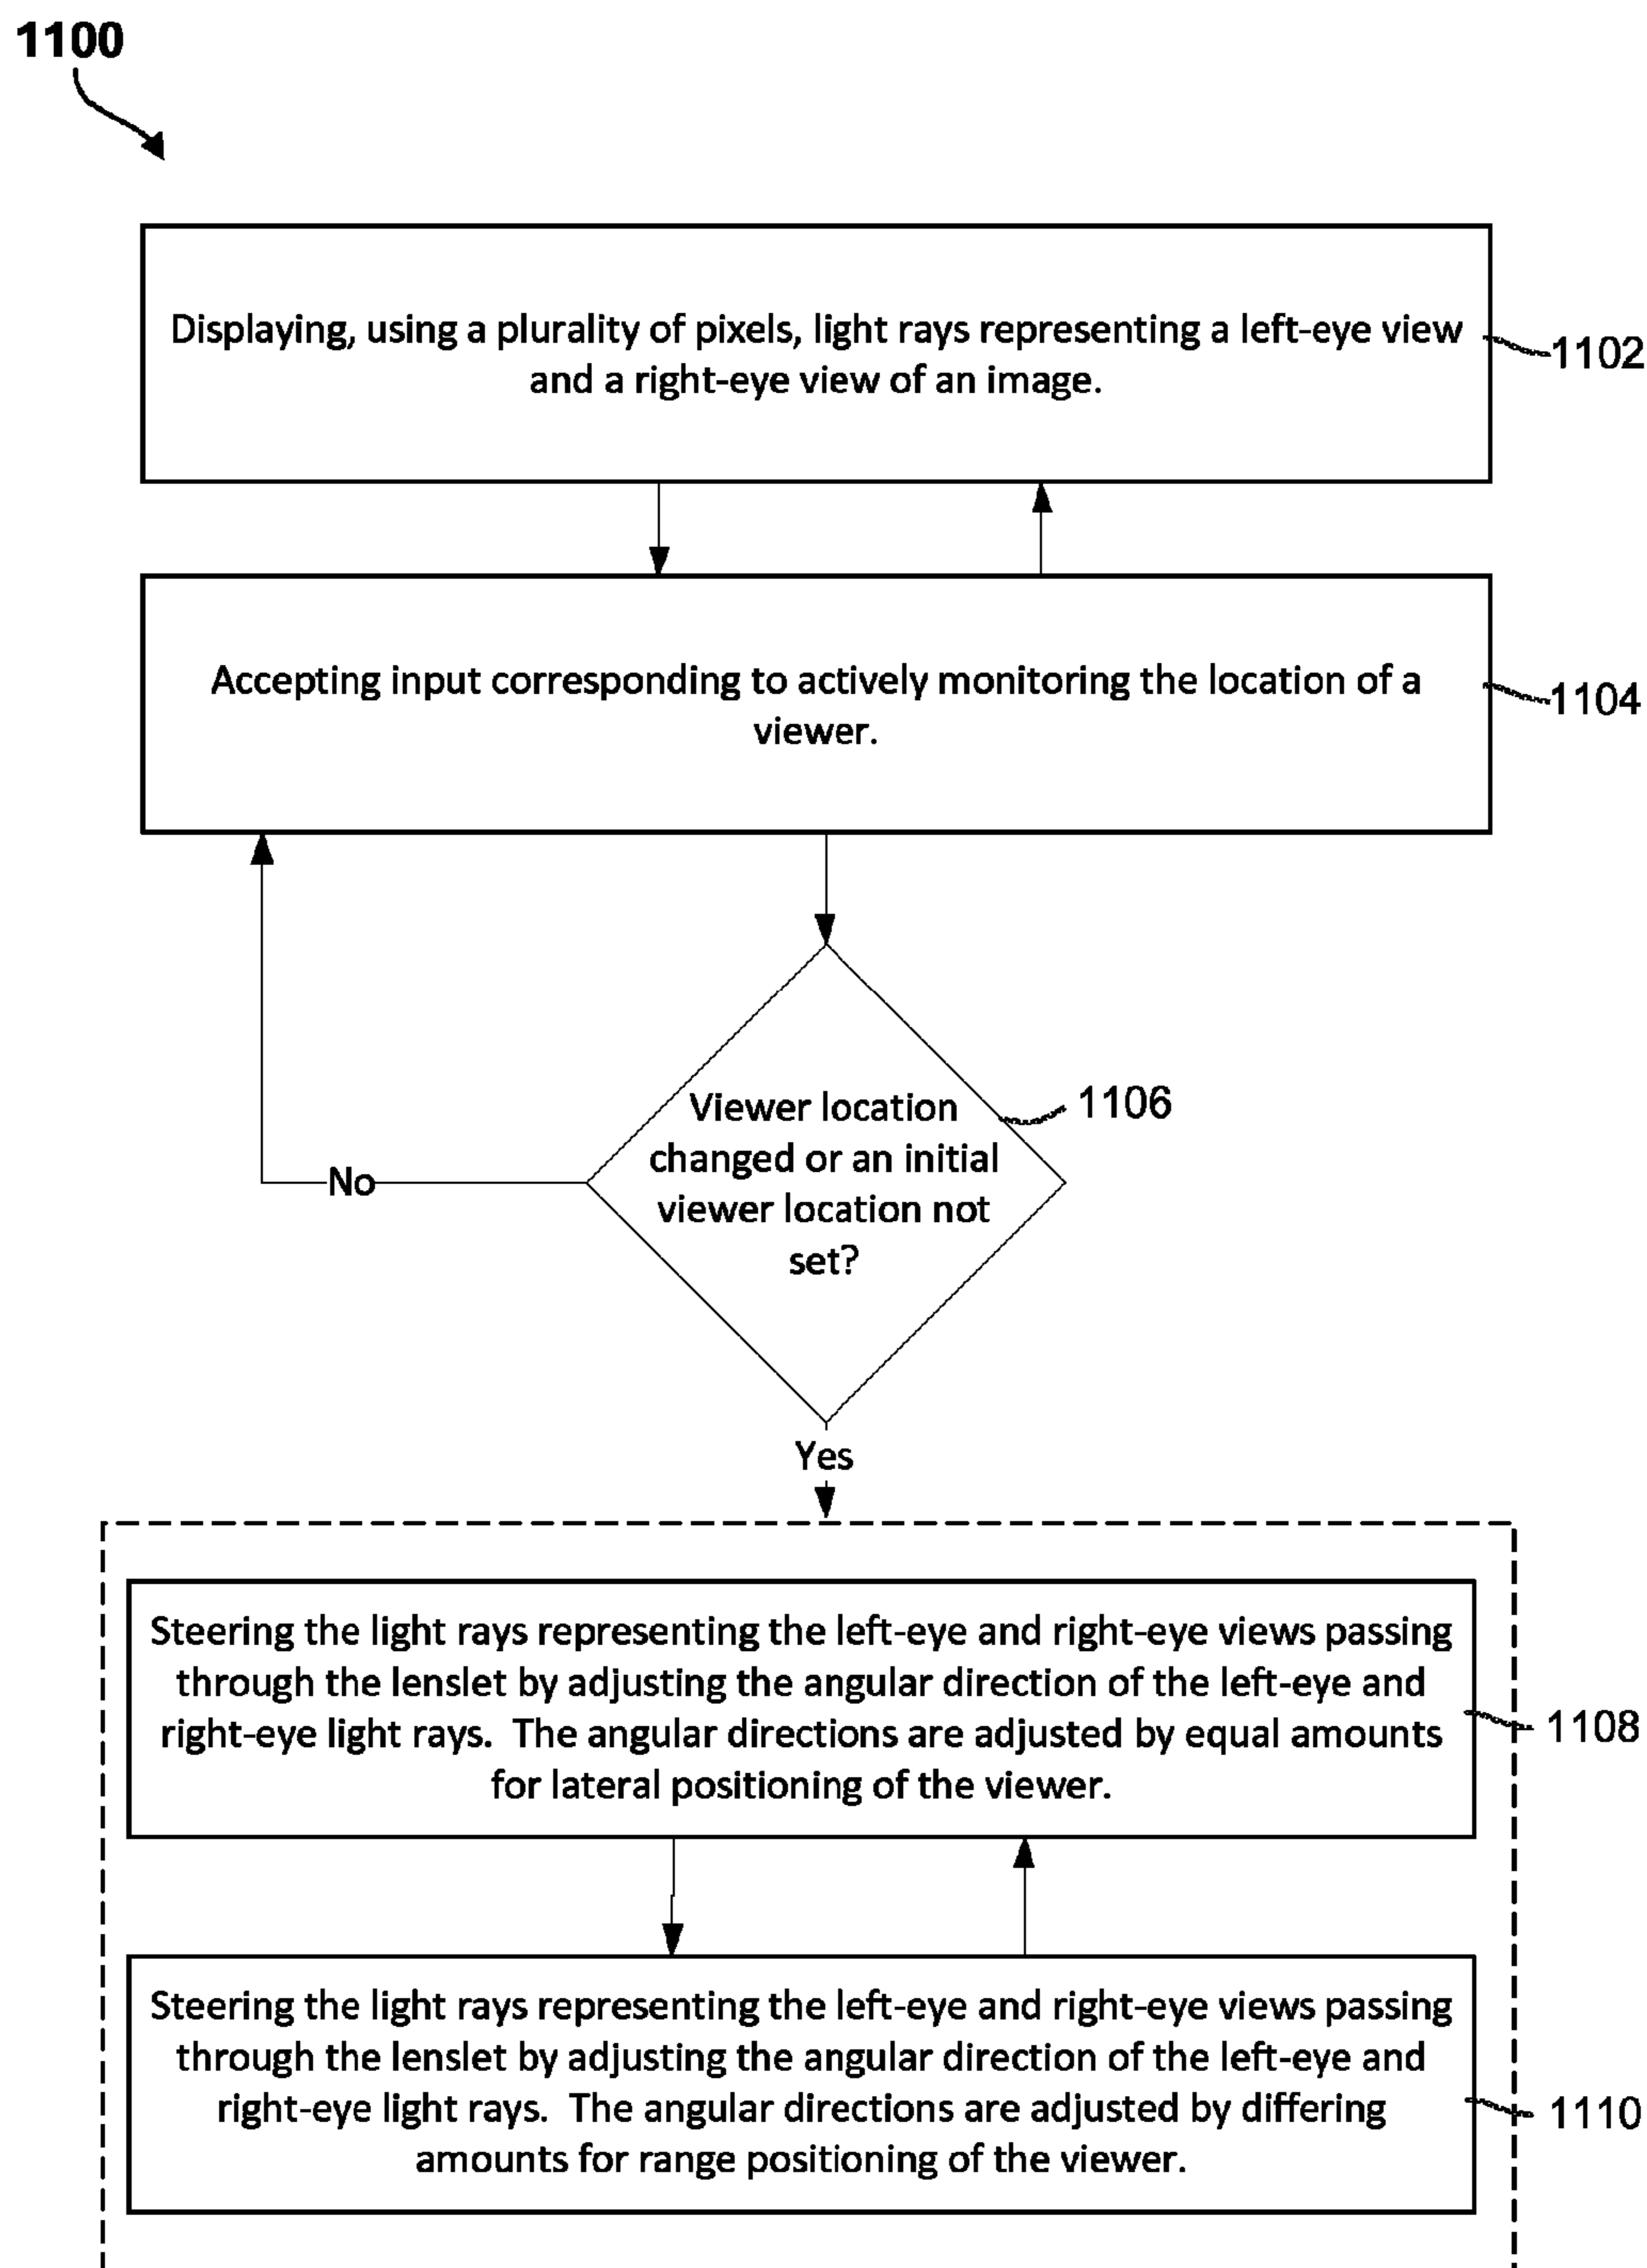 1100
Displaying, using a plurality of pixels, light rays representing a left-eye view
and a right-eye view of an image.
1102
Accepting input corresponding to actively monitoring the location of a
viewer.
1104
Viewer location
changed or an initial
viewer location not
set?
1106
No
Yes
Steering the light rays representing the left-eye and right-eye views passing
through the lenslet by adjusting the angular direction of the left-eye and
right-eye light rays.  The angular directions are adjusted by equal amounts
for lateral positioning of the viewer.
1108
Steering the light rays representing the left-eye and right-eye views passing
through the lenslet by adjusting the angular direction of the left-eye and
right-eye light rays.  The angular directions are adjusted by differing
amounts for range positioning of the viewer.
1110